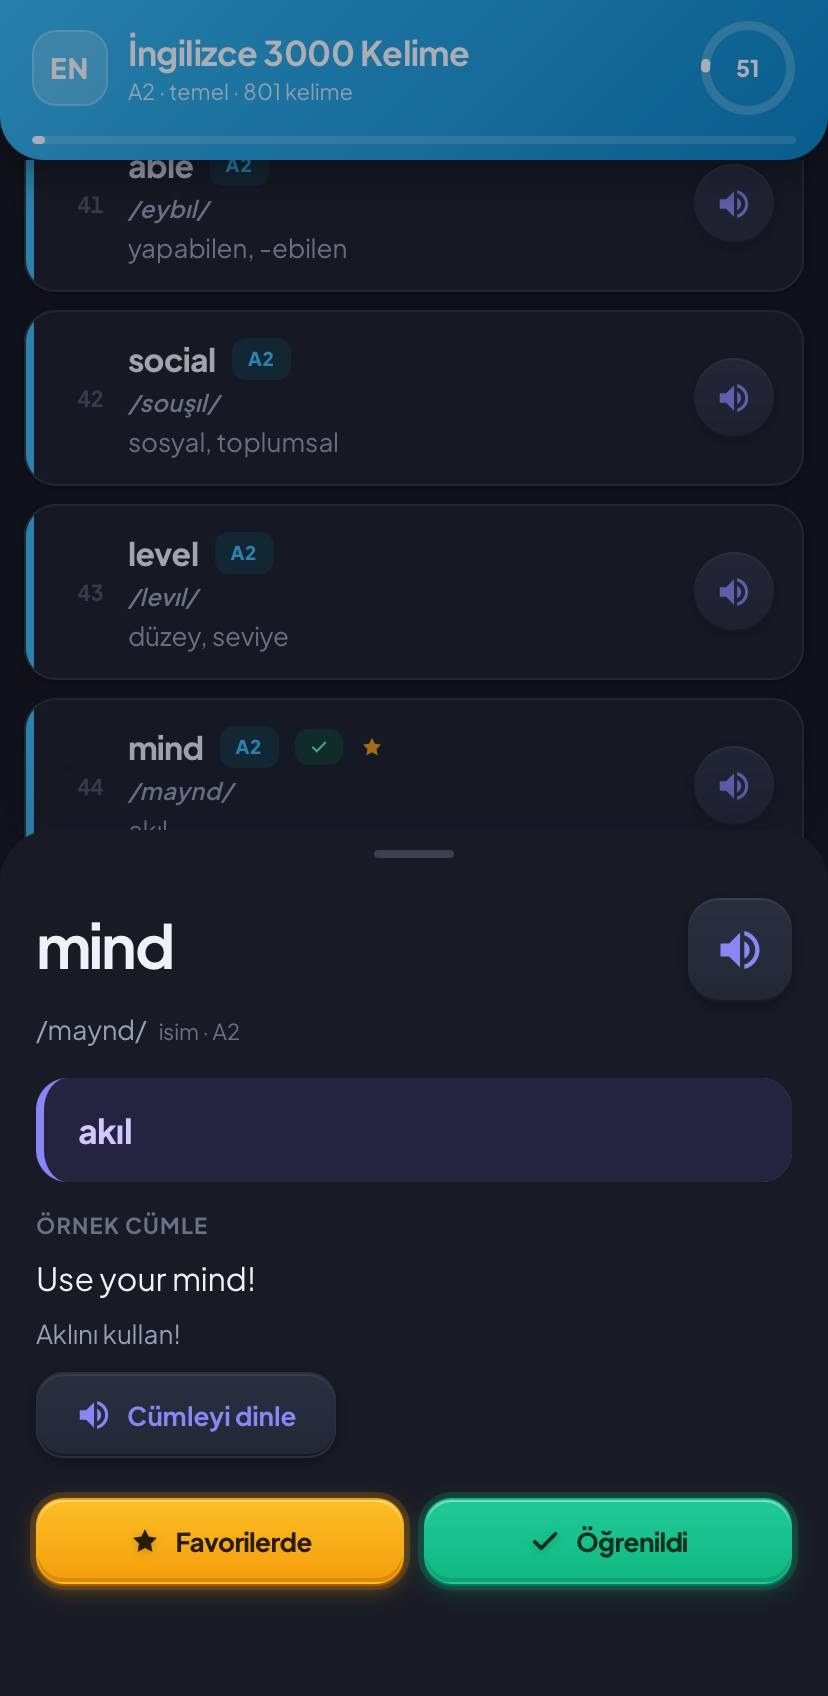 EN
İngilizce 3000 Kelime
A2 · temel · 801 kelime
51
able A2
41
/eybıl/
yapabilen, -ebilen
social A2
42
/souşıl/
sosyal, toplumsal
level A2
43
/levıl/
düzey, seviye
mind A2
44
/maynd/
akıl
mind
/maynd/ isim · A2
akıl
ÖRNEK CÜMLE
Use your mind!
Aklını kullan!
Cümleyi dinle
Favorilerde
Öğrenildi